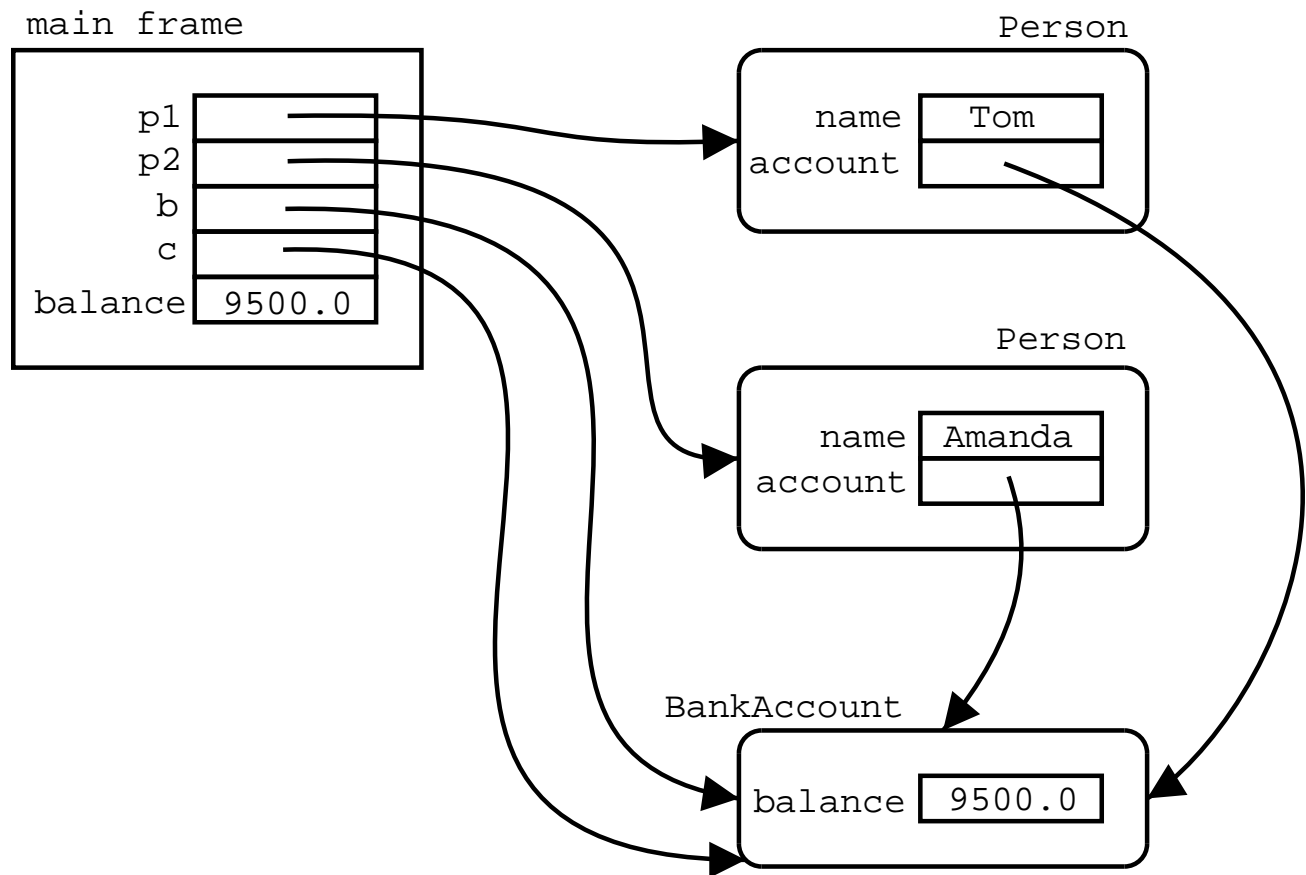 main frame
p1
p2
b
c
balance 9500.0
Person
name Tom
account
Person
name Amanda
account
BankAccount
balance 9500.0